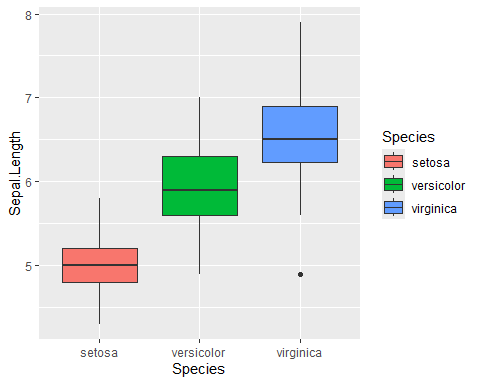 8
7
6
5
Sepal.Length
setosa
versicolor
virginica
Species
Species
setosa
versicolor
virginica